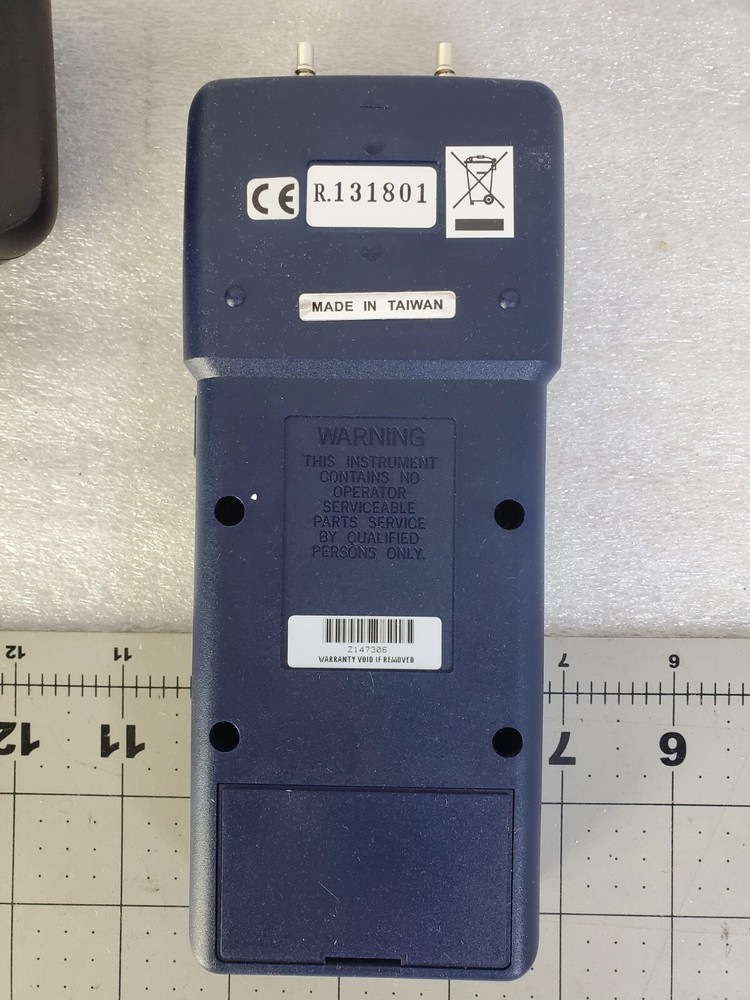 CE
R.131801
MADE IN TAIWAN
WARNING
THIS INSTRUMENT
CONTAINS NO
OPERATOR
SERVICEABLE
PARTS SERVICE
BY QUALIFIED
PERSONS ONLY.
Z147306
WARRANTY VOID IF REMOVED
12 11 7 6
12 11 7 6